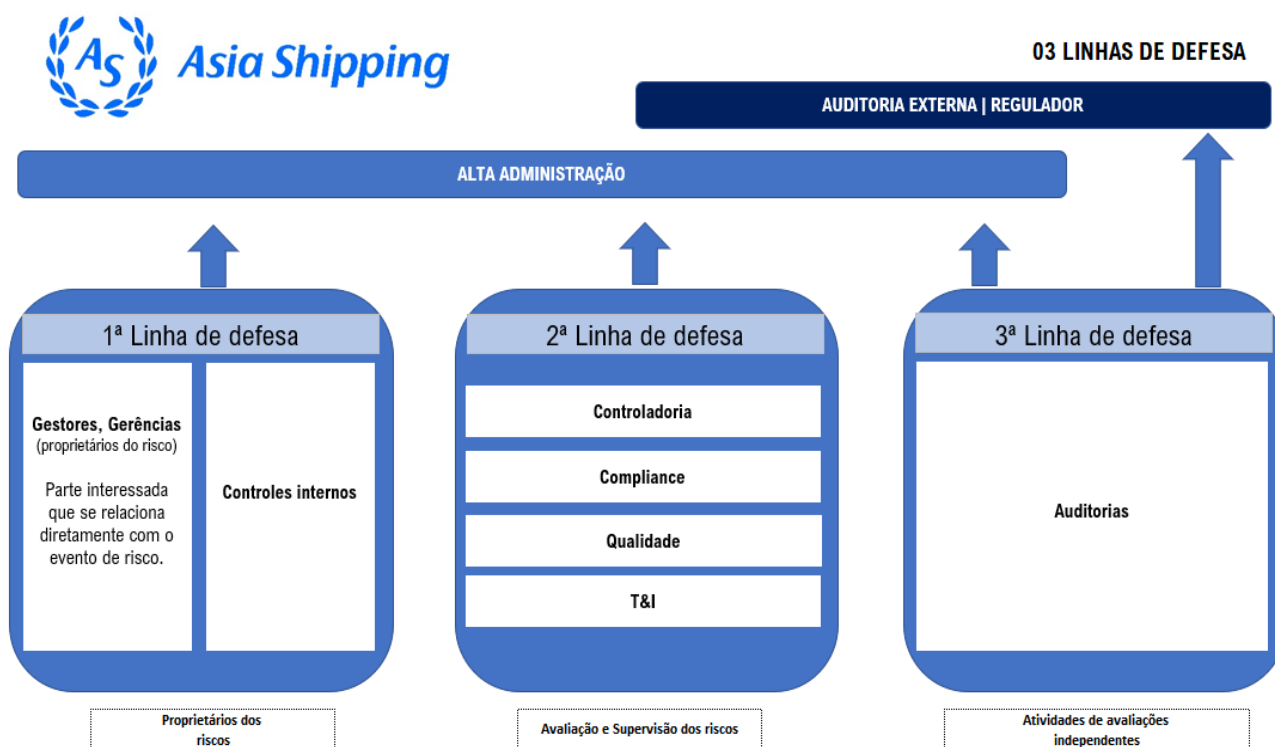 As Asia Shipping
03 LINHAS DE DEFESA
AUDITORIA EXTERNA | REGULADOR
ALTA ADMINISTRAÇÃO
1ª Linha de defesa
Gestores, Gerências
(proprietários do risco)
Parte interessada
que se relaciona
diretamente com o
evento de risco.
Controles internos
2ª Linha de defesa
Controladoria
Compliance
Qualidade
T&I
3ª Linha de defesa
Auditorias
Proprietários dos
riscos
Avaliação e Supervisão dos riscos
Atividades de avaliações
independentes